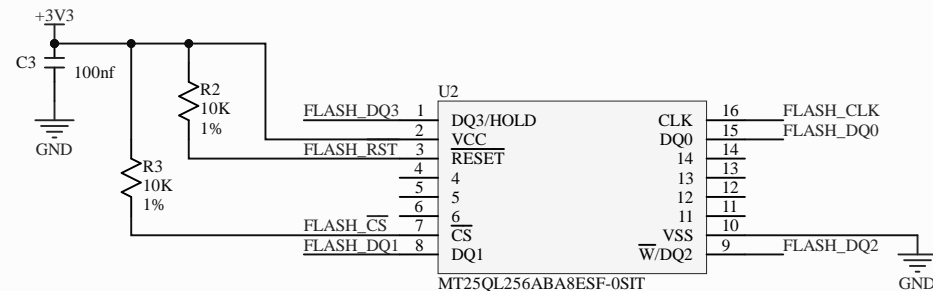 +3V3
C3
100nf
GND
R2
10K
1%
R3
10K
1%
U2
FLASH_DQ3 1 DQ3/HOLD CLK 16 FLASH_CLK
2 VCC DQ0 15 FLASH_DQ0
FLASH_RST 3 RESET 14 14
4 4 13 13
5 5 12 12
6 6 11 11
FLASH_CS 7 CS VSS 10
FLASH_DQ1 8 DQ1 W/DQ2 9 FLASH_DQ2
GND
MT25QL256ABA8ESF-0SIT